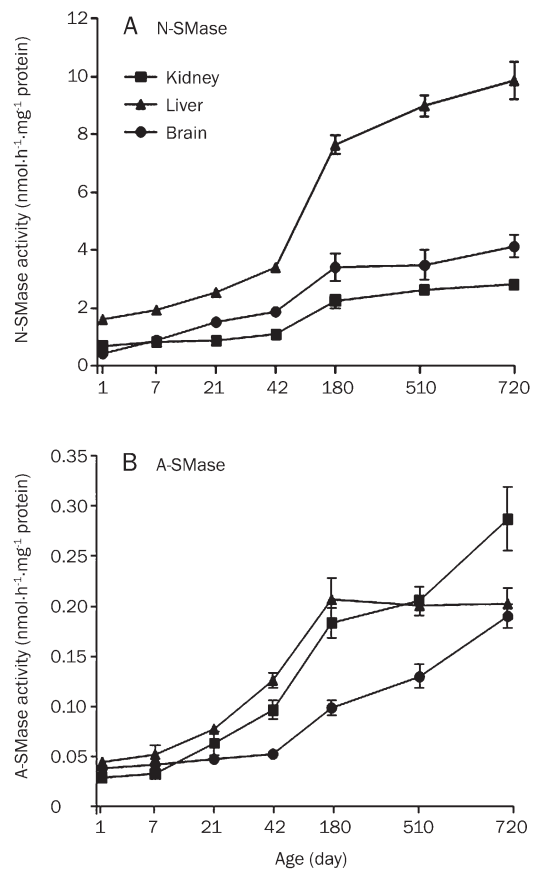 A N-SMase
Kidney
Liver
Brain
N-SMase activity (nmol·h⁻¹·mg⁻¹ protein)
12
10
8
6
4
2
0
1 7 21 42 180 510 720
B A-SMase
A-SMase activity (nmol·h⁻¹·mg⁻¹ protein)
0.35
0.30
0.25
0.20
0.15
0.10
0.05
0
1 7 21 42 180 510 720
Age (day)